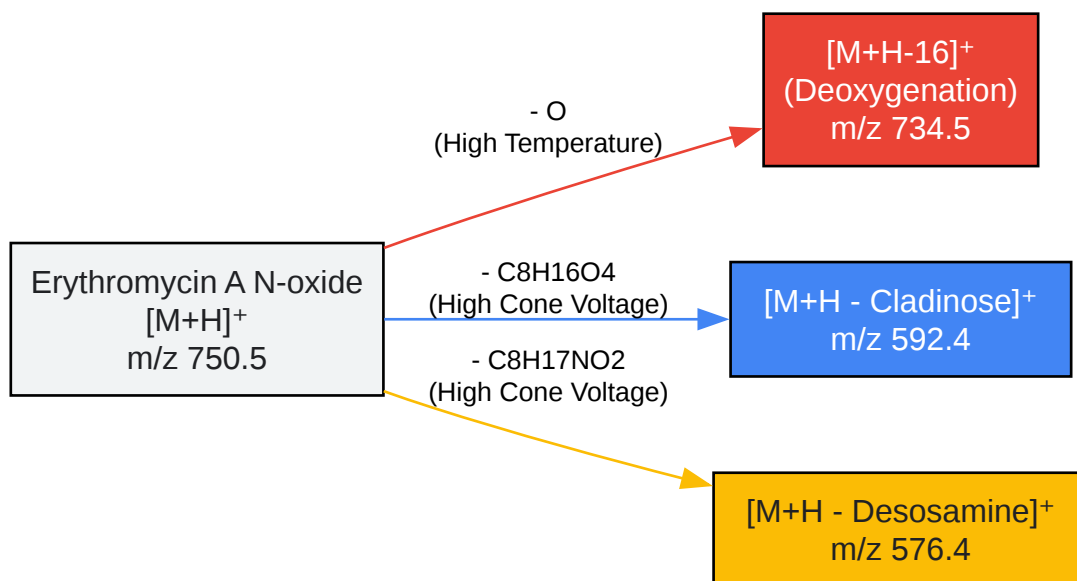 [M+H-16]⁺
(Deoxygenation)
m/z 734.5
- O
(High Temperature)
Erythromycin A N-oxide
[M+H]⁺
m/z 750.5
- C8H16O4
(High Cone Voltage)
[M+H - Cladinose]⁺
m/z 592.4
- C8H17NO2
(High Cone Voltage)
[M+H - Desosamine]⁺
m/z 576.4